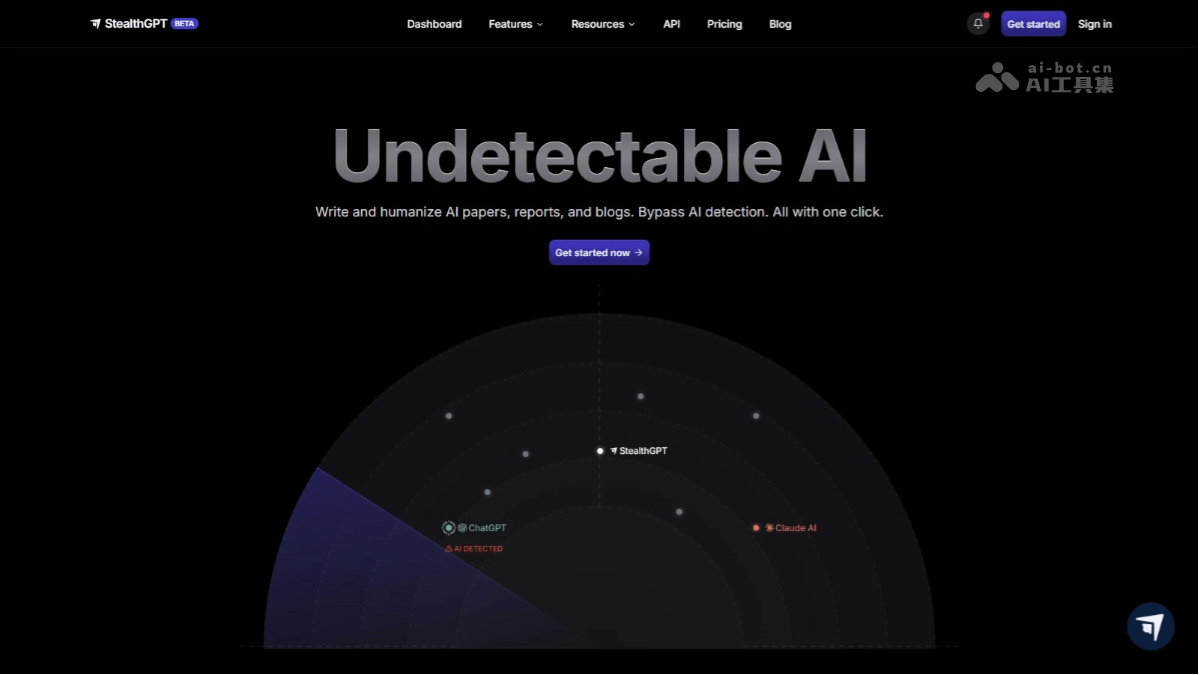 StealthGPT BETA
Dashboard Features Resources API Pricing Blog
Get started Sign in
ai-bot.cn
AI工具集
Undetectable AI
Write and humanize AI papers, reports, and blogs. Bypass AI detection. All with one click.
Get started now →
StealthGPT
ChatGPT
Claude AI
AI DETECTED